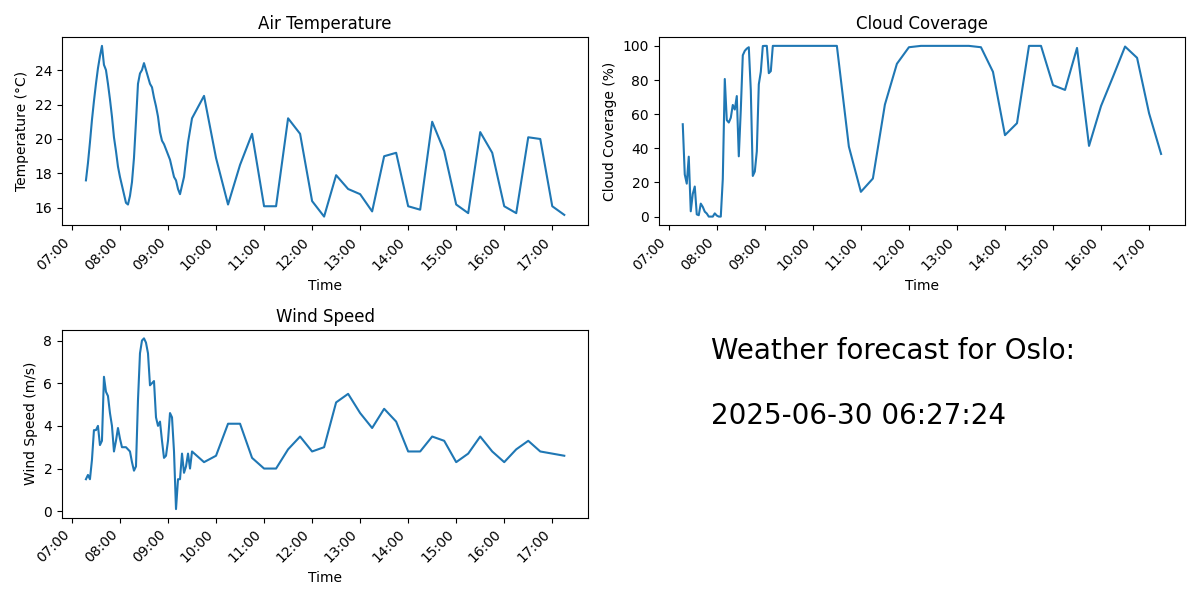 Air Temperature
Temperature (°C)
24
22
20
18
16
07:00 08:00 09:00 10:00 11:00 12:00 13:00 14:00 15:00 16:00 17:00
Time
Cloud Coverage
Cloud Coverage (%)
100
80
60
40
20
0
07:00 08:00 09:00 10:00 11:00 12:00 13:00 14:00 15:00 16:00 17:00
Time
Wind Speed
Wind Speed (m/s)
8
6
4
2
0
07:00 08:00 09:00 10:00 11:00 12:00 13:00 14:00 15:00 16:00 17:00
Time
Weather forecast for Oslo:
2025-06-30 06:27:24